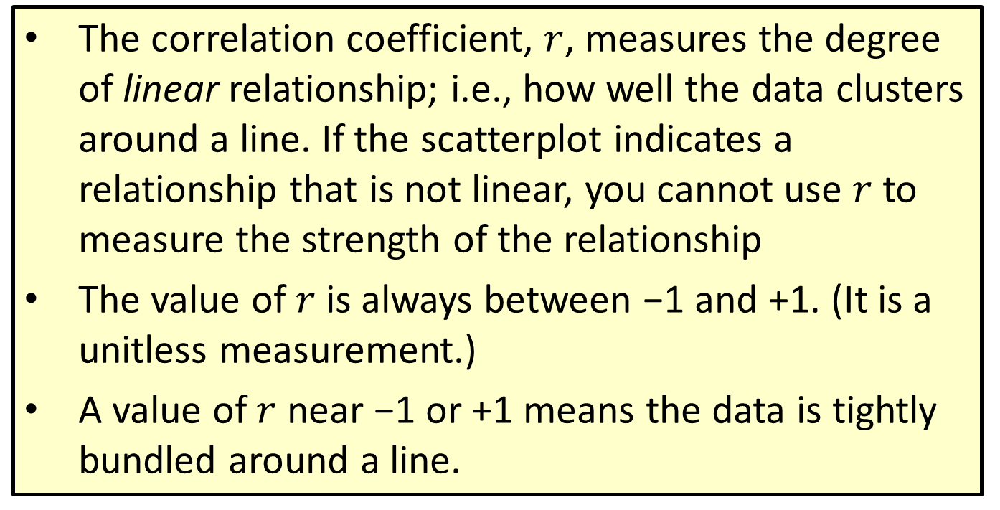 • The correlation coefficient, r, measures the degree
of linear relationship; i.e., how well the data clusters
around a line. If the scatterplot indicates a
relationship that is not linear, you cannot use r to
measure the strength of the relationship
• The value of r is always between −1 and +1. (It is a
unitless measurement.)
• A value of r near −1 or +1 means the data is tightly
bundled around a line.